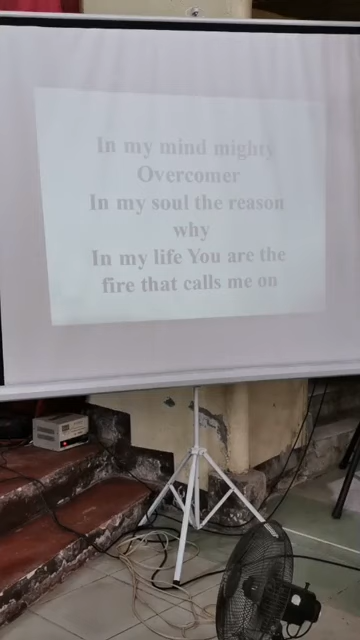 In my mind mighty
Overcomer
In my soul the reason
why
In my life You are the
fire that calls me on